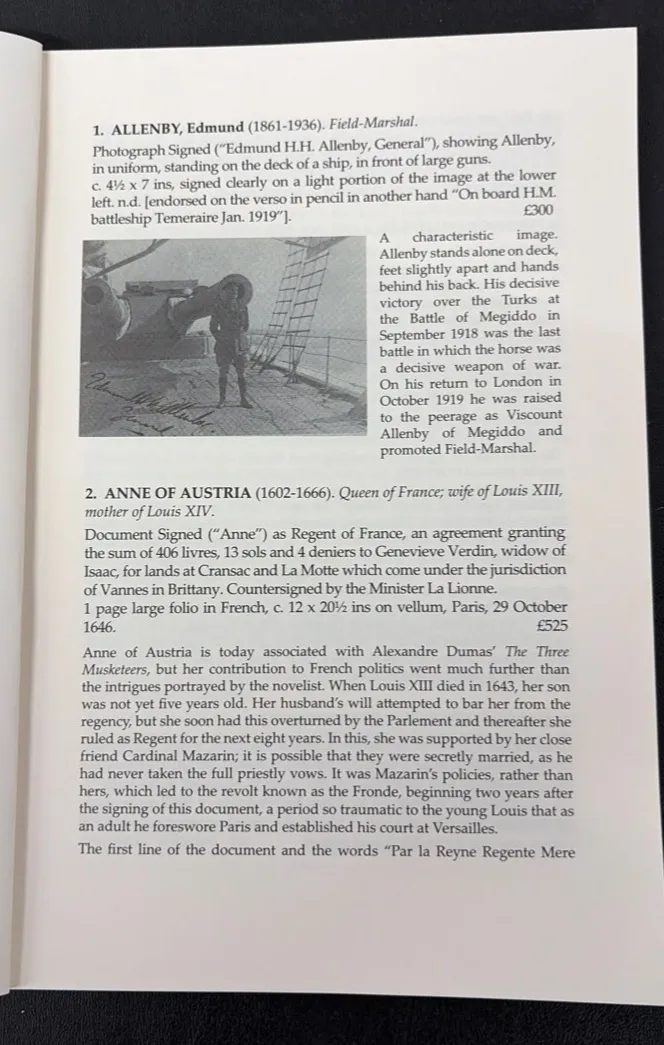 1. ALLENBY, Edmund (1861-1936). Field-Marshal.
Photograph Signed ("Edmund H.H. Allenby, General"), showing Allenby,
in uniform, standing on the deck of a ship, in front of large guns.
c. 4½ x 7 ins, signed clearly on a light portion of the image at the lower
left. n.d. [endorsed on the verso in pencil in another hand "On board H.M.
battleship Temeraire Jan. 1919"]. £300
A characteristic image.
Allenby stands alone on deck,
feet slightly apart and hands
behind his back. His decisive
victory over the Turks at
the Battle of Megiddo in
September 1918 was the last
battle in which the horse was
a decisive weapon of war.
On his return to London in
October 1919 he was raised
to the peerage as Viscount
Allenby of Megiddo and
promoted Field-Marshal.
2. ANNE OF AUSTRIA (1602-1666). Queen of France; wife of Louis XIII,
mother of Louis XIV.
Document Signed ("Anne") as Regent of France, an agreement granting
the sum of 406 livres, 13 sols and 4 deniers to Genevieve Verdin, widow of
Isaac, for lands at Cransac and La Motte which come under the jurisdiction
of Vannes in Brittany. Countersigned by the Minister La Lionne.
1 page large folio in French, c. 12 x 20½ ins on vellum, Paris, 29 October
1646. £525
Anne of Austria is today associated with Alexandre Dumas' The Three
Musketeers, but her contribution to French politics went much further than
the intrigues portrayed by the novelist. When Louis XIII died in 1643, her son
was not yet five years old. Her husband's will attempted to bar her from the
regency, but she soon had this overturned by the Parlement and thereafter she
ruled as Regent for the next eight years. In this, she was supported by her close
friend Cardinal Mazarin; it is possible that they were secretly married, as he
had never taken the full priestly vows. It was Mazarin's policies, rather than
hers, which led to the revolt known as the Fronde, beginning two years after
the signing of this document, a period so traumatic to the young Louis that as
an adult he foreswore Paris and established his court at Versailles.
The first line of the document and the words "Par la Reyne Regente Mere